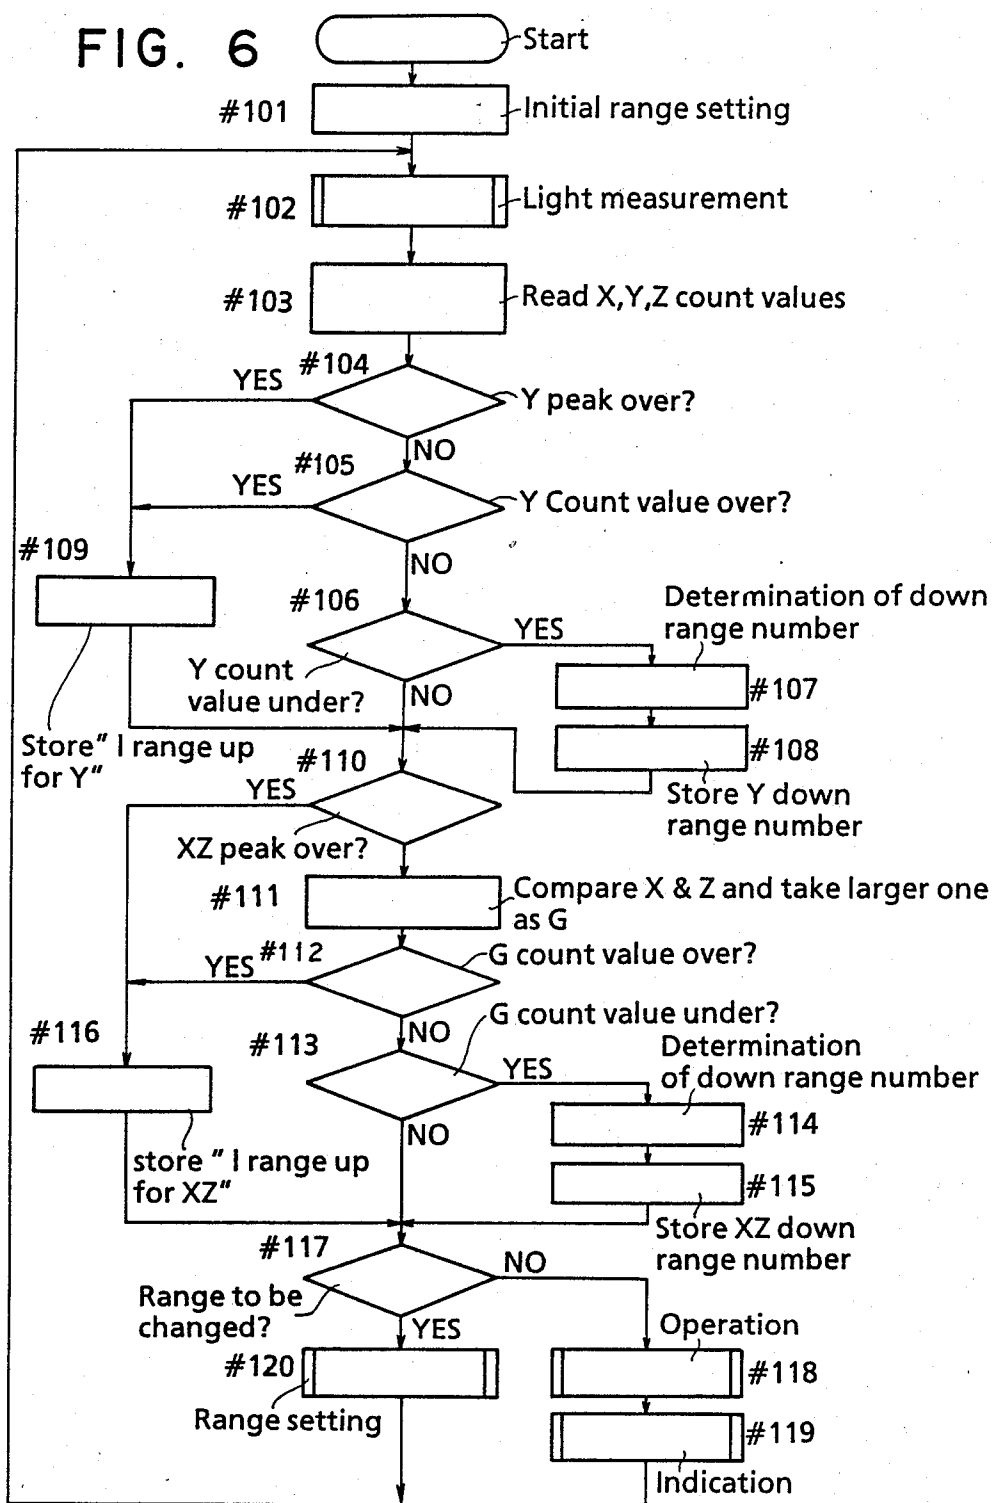 FIG. 6
Start
#101
Initial range setting
#102
Light measurement
#103
Read X,Y,Z count values
#104
YES
Y peak over?
NO
#105
YES
Y Count value over?
#109
NO
#106
Determination of down
range number
YES
Y count
value under?
NO
#107
Store" I range up
for Y"
#108
#110
Store Y down
range number
YES
XZ peak over?
#111
Compare X & Z and take larger one
as G
#112
YES
G count value over?
G count value under?
#116
NO
#113
Determination
of down range number
YES
#114
NO
store " I range up
for XZ"
#115
Store XZ down
range number
#117
NO
Range to be
changed?
YES
Operation
#120
#118
Range setting
#119
Indication